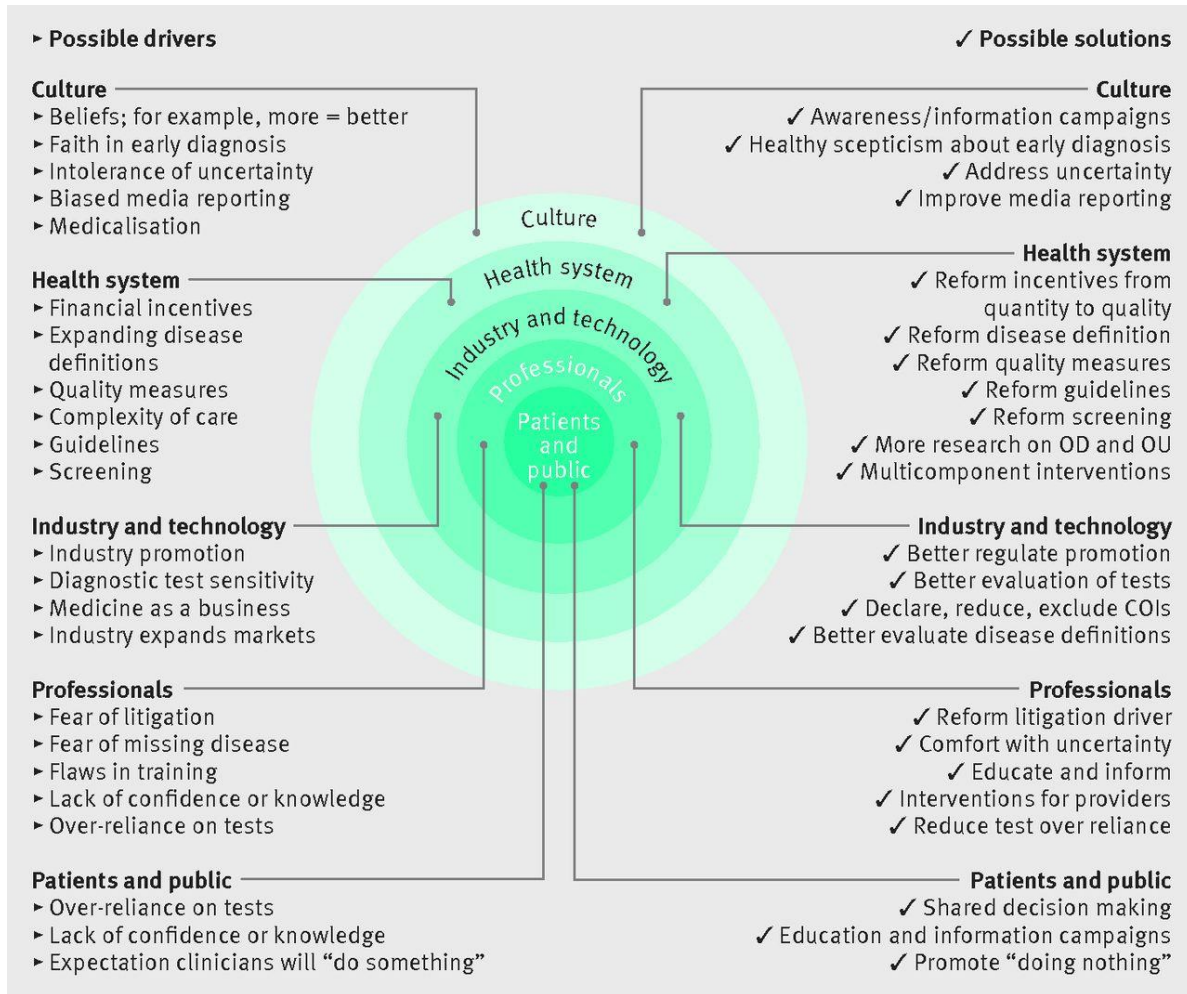 ► Possible drivers
Culture
► Beliefs; for example, more = better
► Faith in early diagnosis
► Intolerance of uncertainty
► Biased media reporting
► Medicalisation
Health system
► Financial incentives
► Expanding disease
definitions
► Quality measures
► Complexity of care
► Guidelines
► Screening
Industry and technology
► Industry promotion
► Diagnostic test sensitivity
► Medicine as a business
► Industry expands markets
Professionals
► Fear of litigation
► Fear of missing disease
► Flaws in training
► Lack of confidence or knowledge
► Over-reliance on tests
Patients and public
► Over-reliance on tests
► Lack of confidence or knowledge
► Expectation clinicians will “do something”
Culture
Health system
Industry and technology
Professionals
Patients
and
public
✓ Possible solutions
Culture
✓ Awareness/information campaigns
✓ Healthy scepticism about early diagnosis
✓ Address uncertainty
✓ Improve media reporting
Health system
✓ Reform incentives from
quantity to quality
✓ Reform disease definition
✓ Reform quality measures
✓ Reform guidelines
✓ Reform screening
✓ More research on OD and OU
✓ Multicomponent interventions
Industry and technology
✓ Better regulate promotion
✓ Better evaluation of tests
✓ Declare, reduce, exclude COIs
✓ Better evaluate disease definitions
Professionals
✓ Reform litigation driver
✓ Comfort with uncertainty
✓ Educate and inform
✓ Interventions for providers
✓ Reduce test over reliance
Patients and public
✓ Shared decision making
✓ Education and information campaigns
✓ Promote “doing nothing”